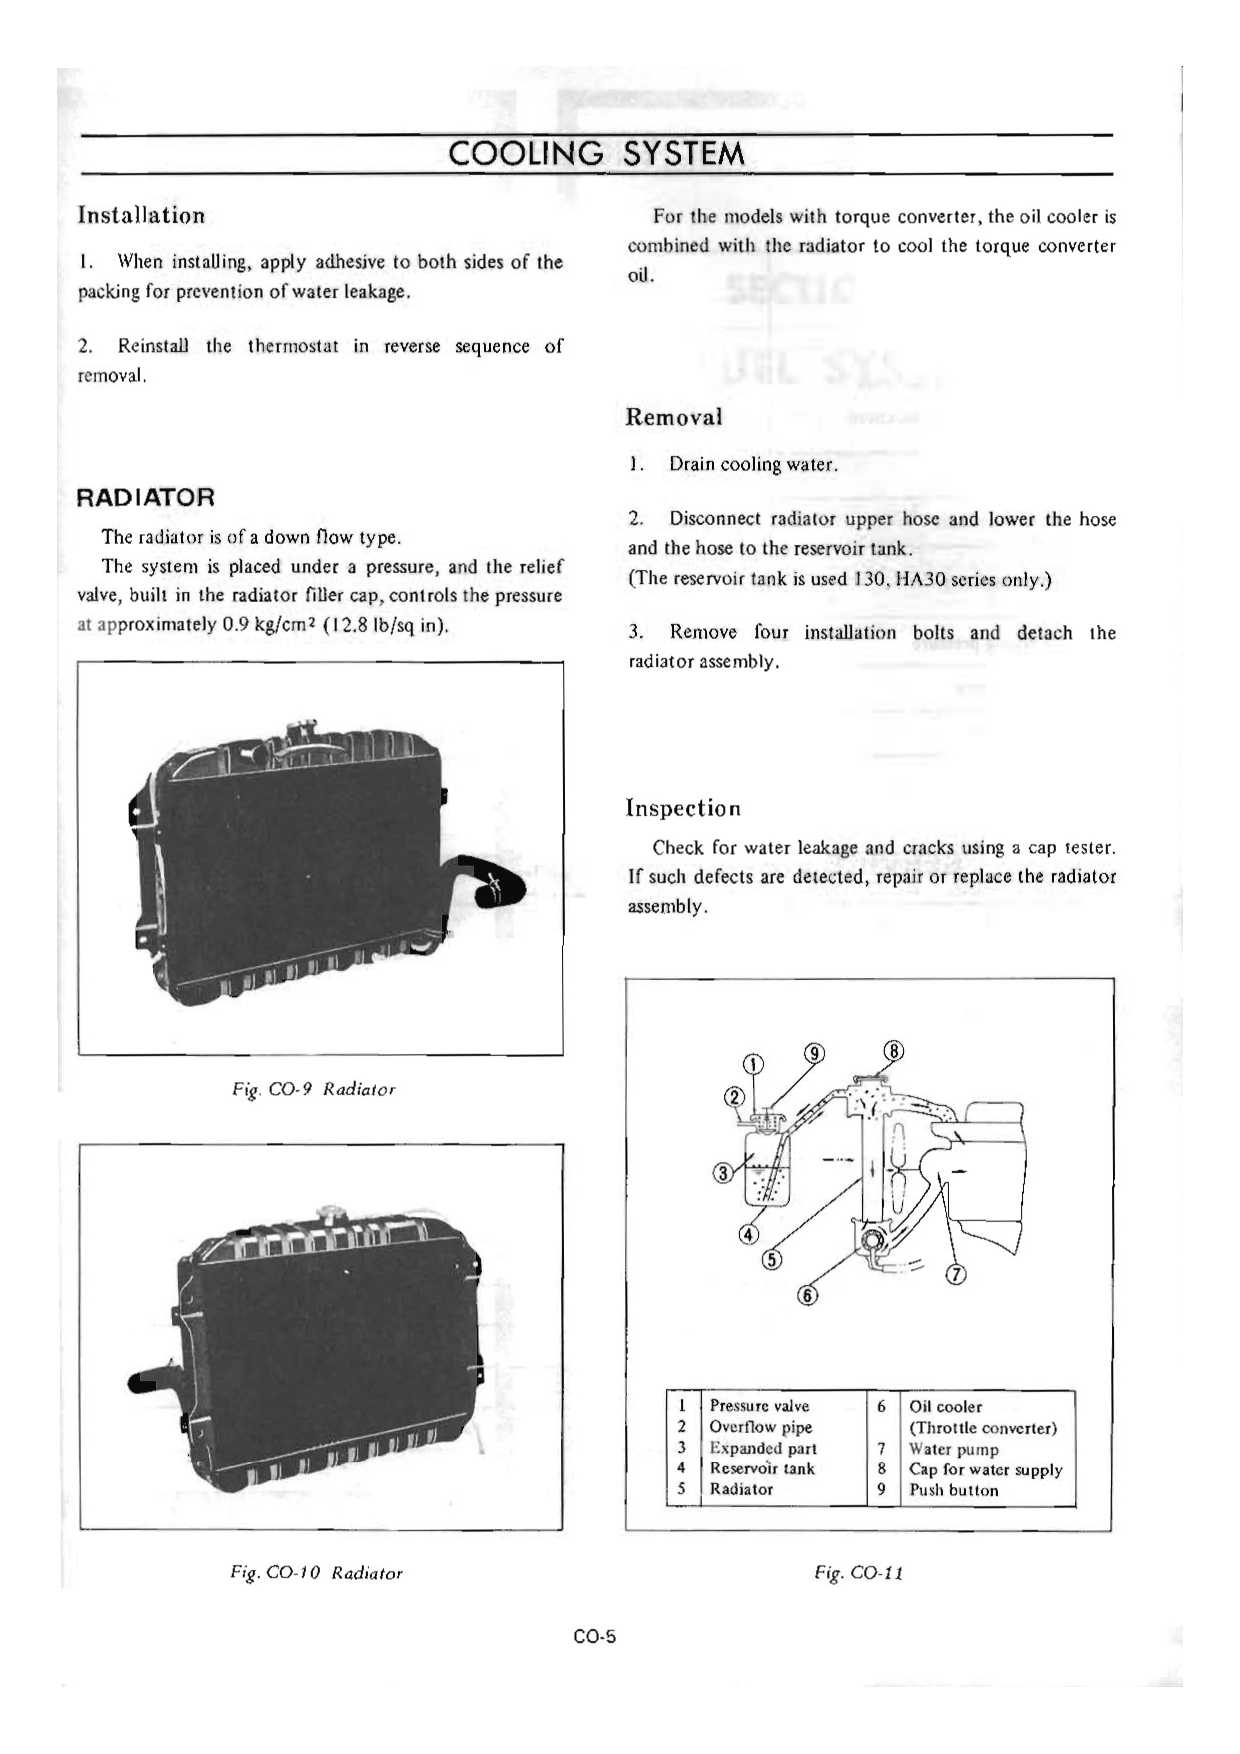 COOLING SYSTEM
Installation
1. When installing, apply adhesive to both sides of the
packing for prevention of water leakage.
2. Reinstall the thermostat in reverse sequence of
removal.
RADIATOR
The radiator is of a down flow type.
The system is placed under a pressure, and the relief
valve, built in the radiator filler cap, controls the pressure
at approximately 0.9 kg/cm² (12.8 lb/sq in).
Fig. CO-9 Radiator
Fig. CO-10 Radiator
For the models with torque converter, the oil cooler is
combined with the radiator to cool the torque converter
oil.
Removal
1. Drain cooling water.
2. Disconnect radiator upper hose and lower the hose
and the hose to the reservoir tank.
(The reservoir tank is used 130, HA30 series only.)
3. Remove four installation bolts and detach the
radiator assembly.
Inspection
Check for water leakage and cracks using a cap tester.
If such defects are detected, repair or replace the radiator
assembly.
1
9
8
2
3
4
5
6
7
1 Pressure valve 6 Oil cooler
2 Overflow pipe (Throttle converter)
3 Expanded part 7 Water pump
4 Reservoir tank 8 Cap for water supply
5 Radiator 9 Push button
Fig. CO-11
CO-5